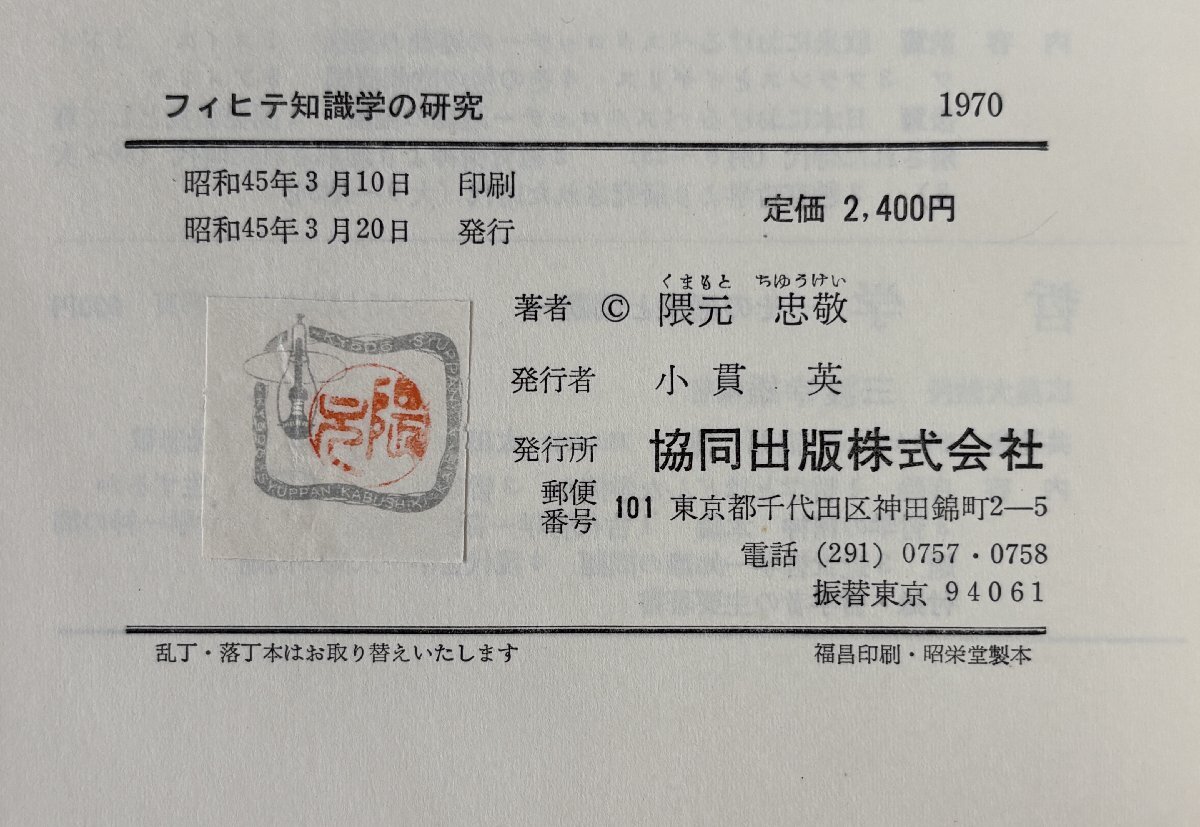 フィヒテ知識学の研究 1970
昭和45年3月10日 印刷
昭和45年3月20日 発行
定価 2,400円
くまもと ちゆうけい
著者 © 隈元 忠敬
発行者 小貫 英
発行所 協同出版株式会社
郵便番号 101 東京都千代田区神田錦町2—5
電話 (291) 0757・0758
振替東京 94061
隈元
SYUPPAN KABUSHIKI
乱丁・落丁本はお取り替えいたします
福昌印刷・昭栄堂製本